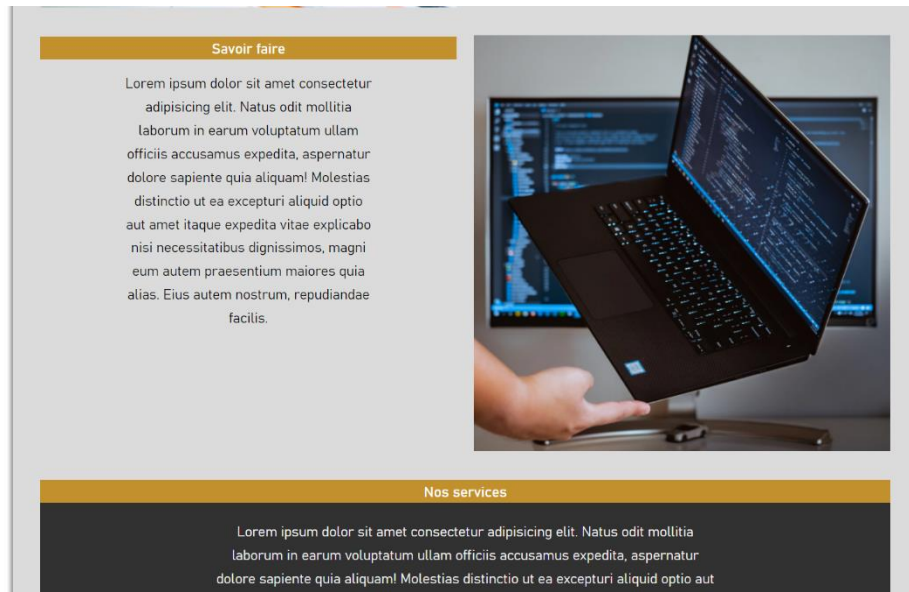 Savoir faire
Lorem ipsum dolor sit amet consectetur
adipisicing elit. Natus odit mollitia
laborum in earum voluptatum ullam
officiis accusamus expedita, aspernatur
dolore sapiente quia aliquam! Molestias
distinctio ut ea excepturi aliquid optio
aut amet itaque expedita vitae explicabo
nisi necessitatibus dignissimos, magni
eum autem praesentium maiores quia
alias. Eius autem nostrum, repudiandae
facilis.
Nos services
Lorem ipsum dolor sit amet consectetur adipisicing elit. Natus odit mollitia
laborum in earum voluptatum ullam officiis accusamus expedita, aspernatur
dolore sapiente quia aliquam! Molestias distinctio ut ea excepturi aliquid optio aut